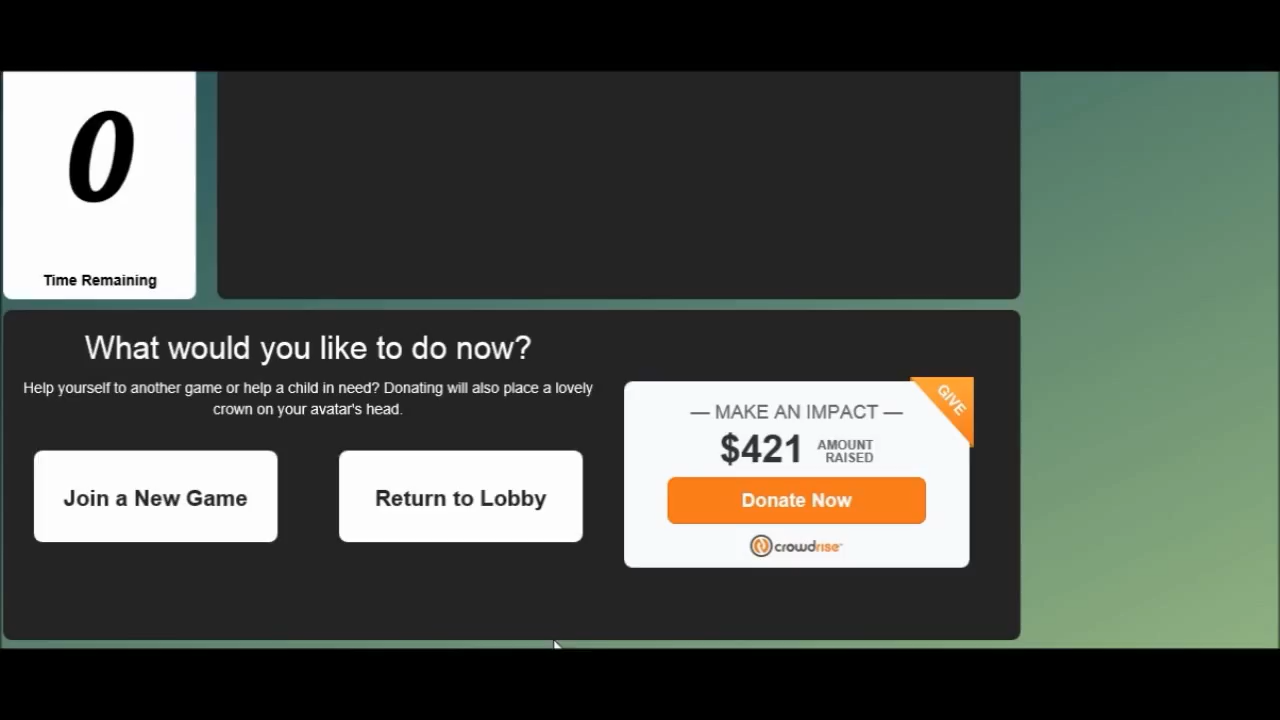 0
Time Remaining
What would you like to do now?
Help yourself to another game or help a child in need? Donating will also place a lovely
crown on your avatar's head.
Join a New Game
Return to Lobby
GIVE
— MAKE AN IMPACT —
$421 AMOUNT
RAISED
Donate Now
crowdrise™